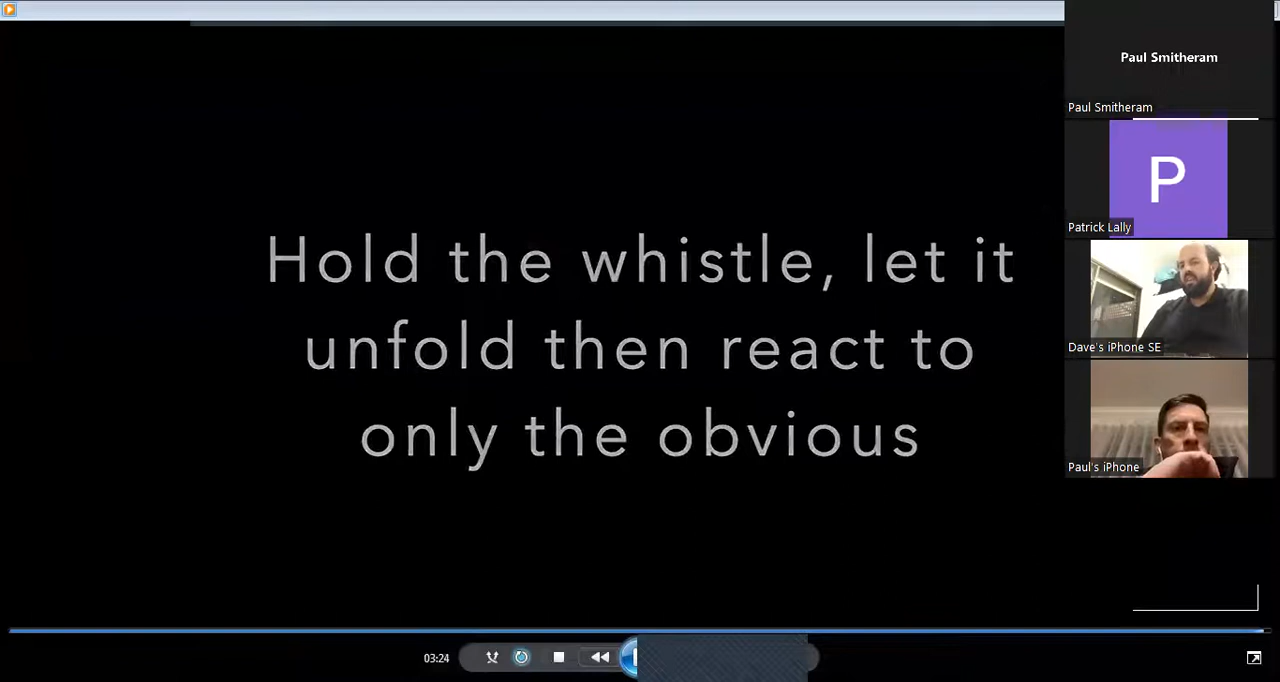 Paul Smitheram
Paul Smitheram
P
Patrick Lally
Dave's iPhone SE
Paul's iPhone
Hold the whistle, let it
unfold then react to
only the obvious
03:24